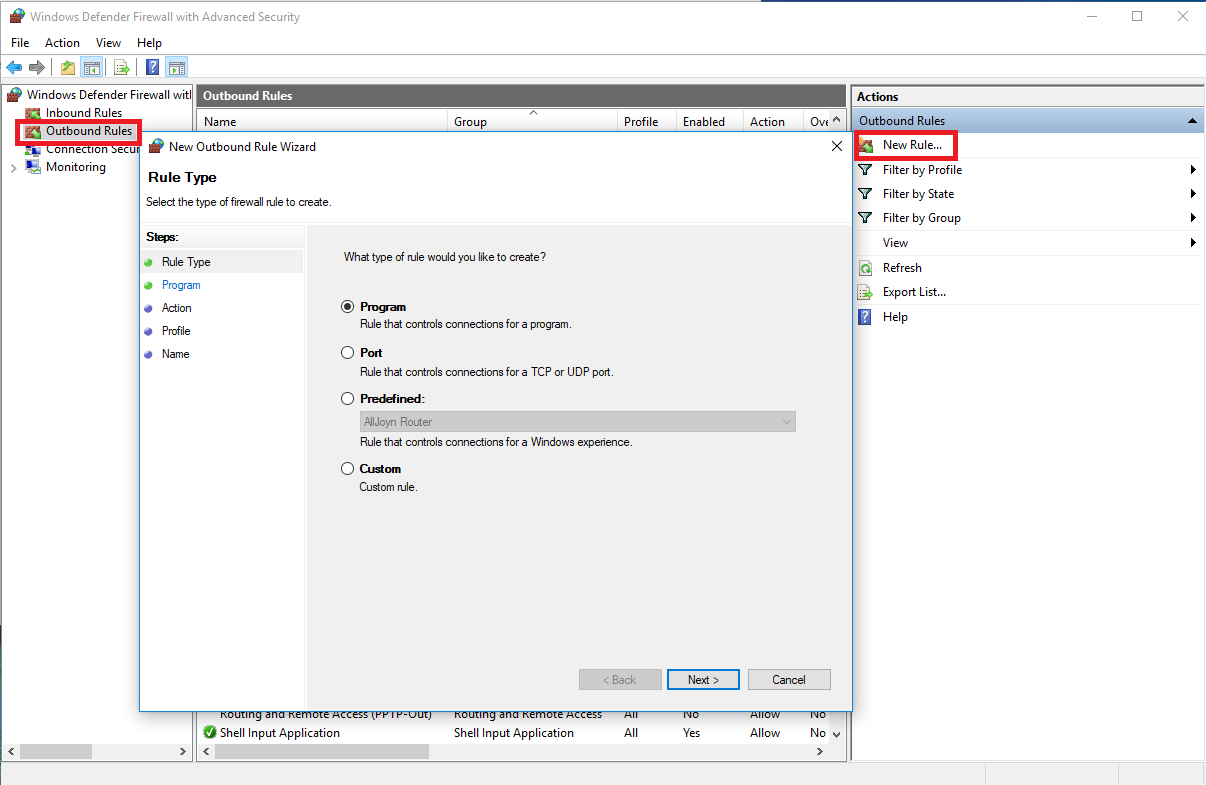 Windows Defender Firewall with Advanced Security
File Action View Help
Windows Defender Firewall witl
Inbound Rules
Outbound Rules
Connection Secur
Monitoring
Outbound Rules
Name Group Profile Enabled Action Ove
New Outbound Rule Wizard
Rule Type
Select the type of firewall rule to create.
Steps:
Rule Type
Program
Action
Profile
Name
What type of rule would you like to create?
Program
Rule that controls connections for a program.
Port
Rule that controls connections for a TCP or UDP port.
Predefined:
AllJoyn Router
Rule that controls connections for a Windows experience.
Custom
Custom rule.
< Back Next > Cancel
Routing and Remote Access (PPTP-Out) Routing and Remote Access All No Allow No
Shell Input Application Shell Input Application All Yes Allow No
Actions
Outbound Rules
New Rule...
Filter by Profile
Filter by State
Filter by Group
View
Refresh
Export List...
Help